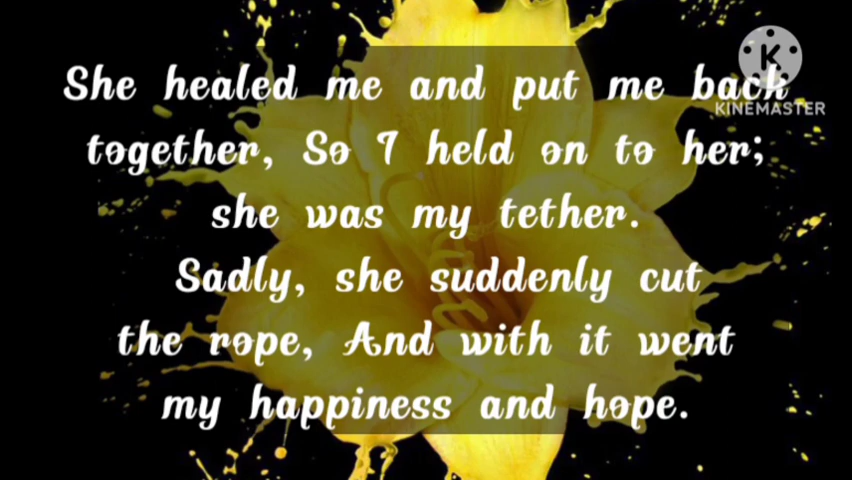 She healed me and put me back
together, So I held on to her;
she was my tether.
Sadly, she suddenly cut
the rope, And with it went
my happiness and hope.
K
KINEMASTER